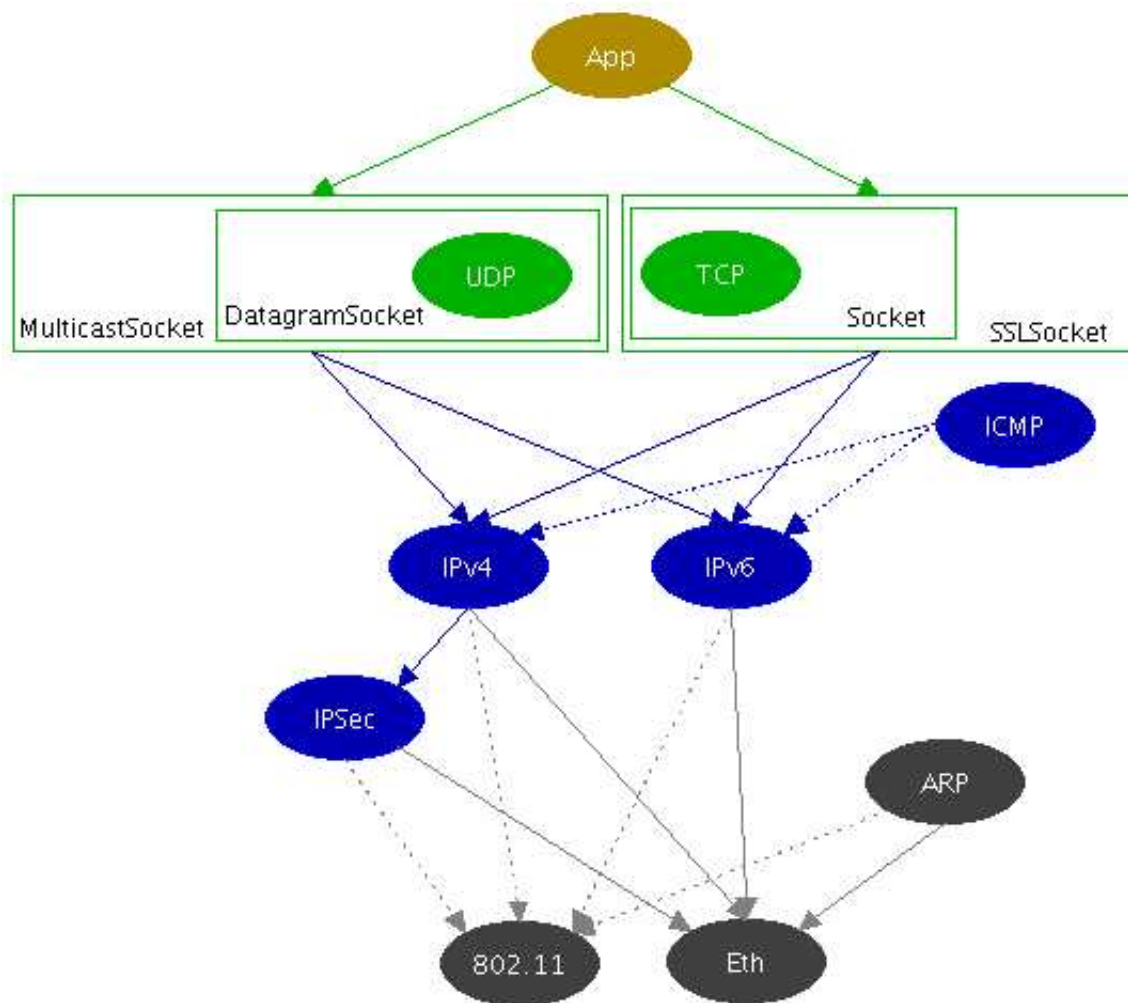 App
UDP
TCP
DatagramSocket
MulticastSocket
Socket
SSLSocket
ICMP
IPv4
IPv6
IPSec
ARP
802.11
Eth